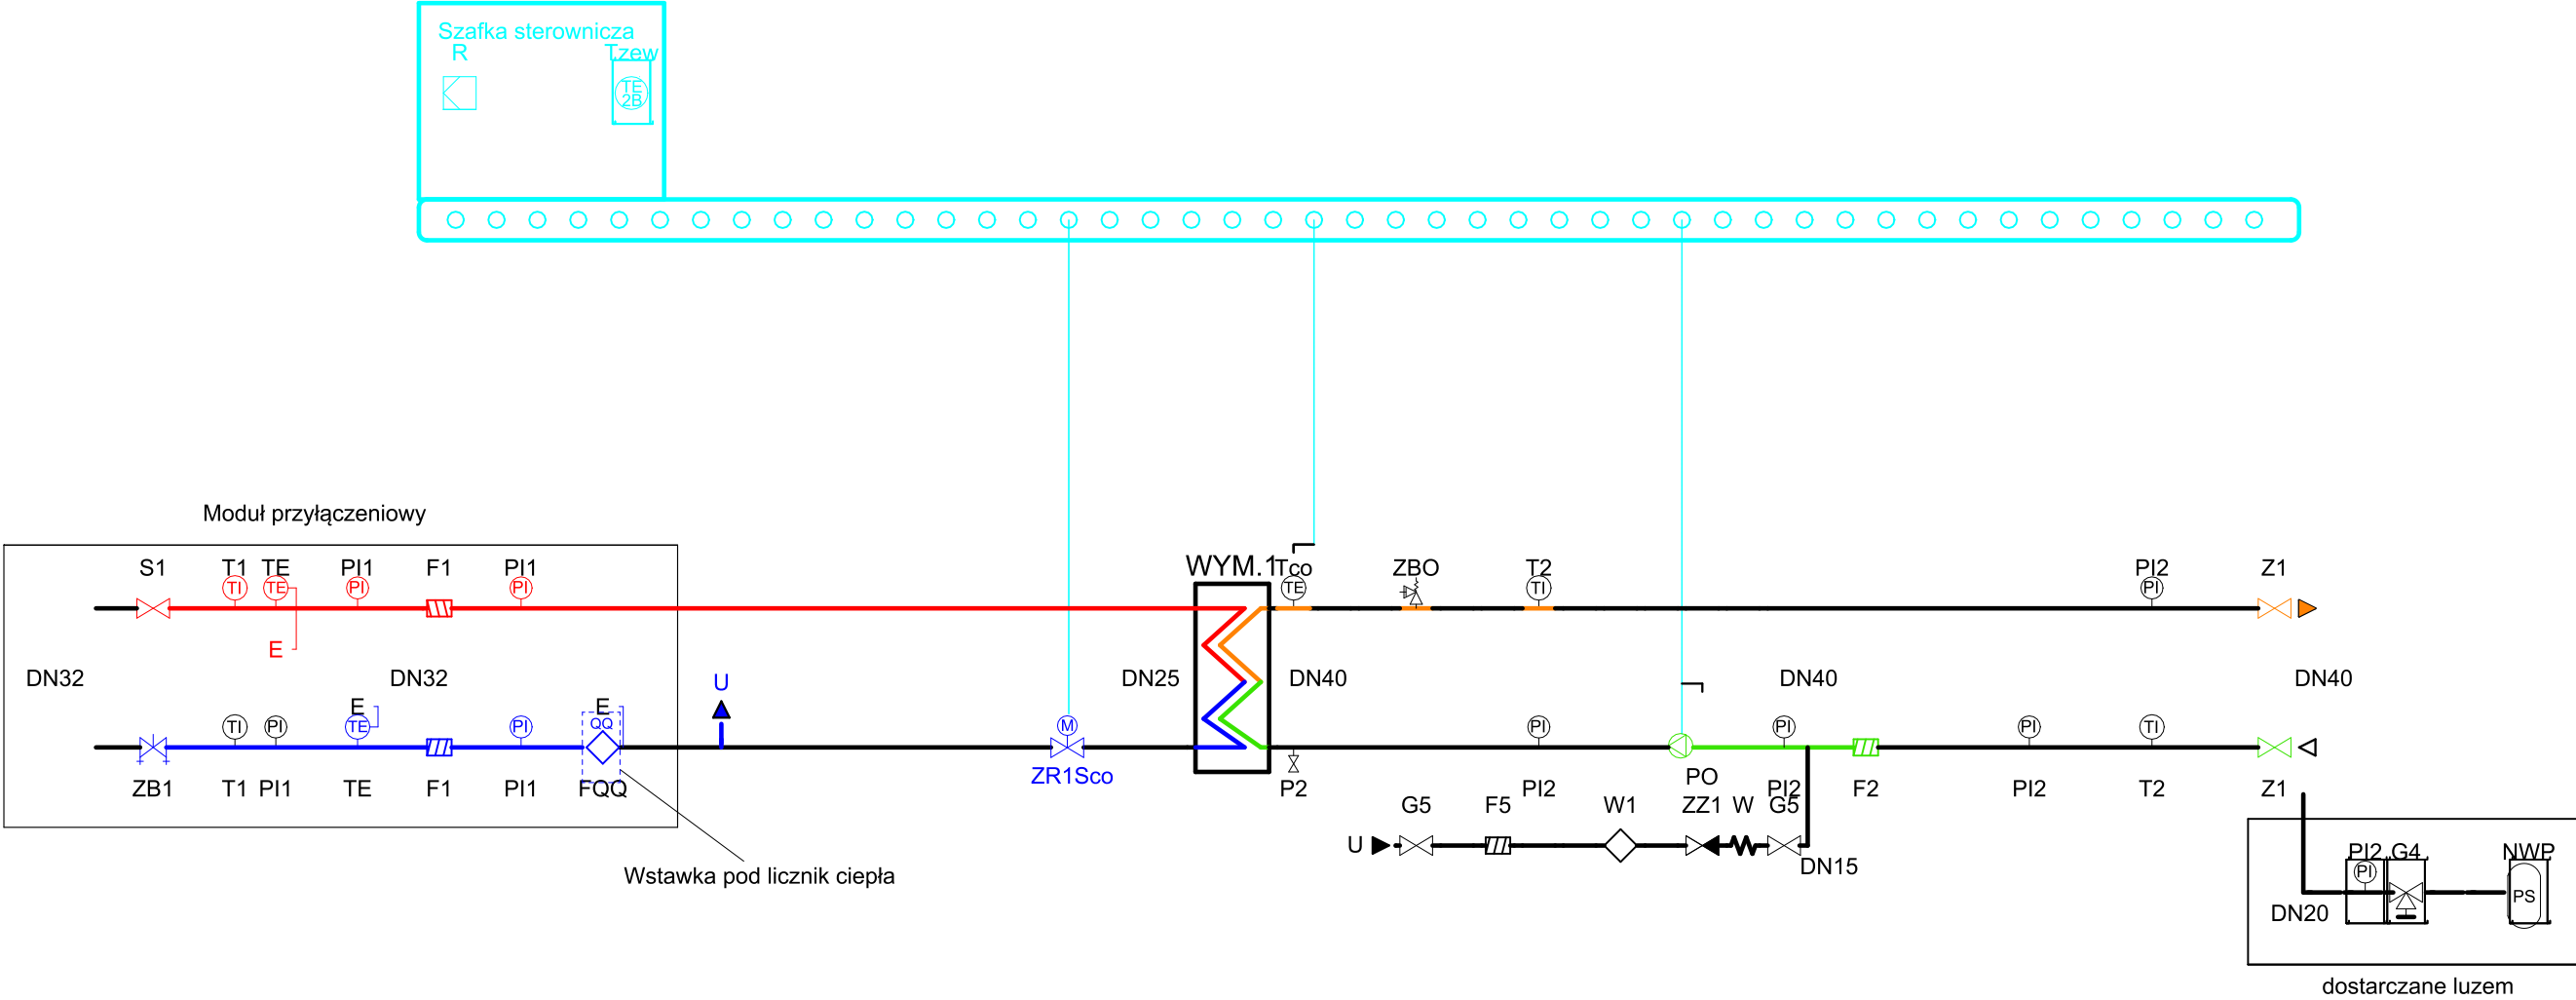 Szafka sterownicza
R Tzew
TE
2B
Moduł przyłączeniowy
S1 T1 TE PI1 F1 PI1 WYM.1 Tco ZBO T2 PI2 Z1
TI TE PI PI TE TI PI
E
DN32 DN32 DN25 DN40 DN40 DN40
U
E E
TI PI TE PI QQ M PI PI PI TI
ZB1 T1 PI1 TE F1 PI1 FQQ ZR1Sco P2 PI2 PO PI2 F2 PI2 T2 Z1
G5 F5 W1 ZZ1 W G5
U
DN15
Wstawka pod licznik ciepła
PI2 G4 NWP
PI PS
DN20
dostarczane luzem